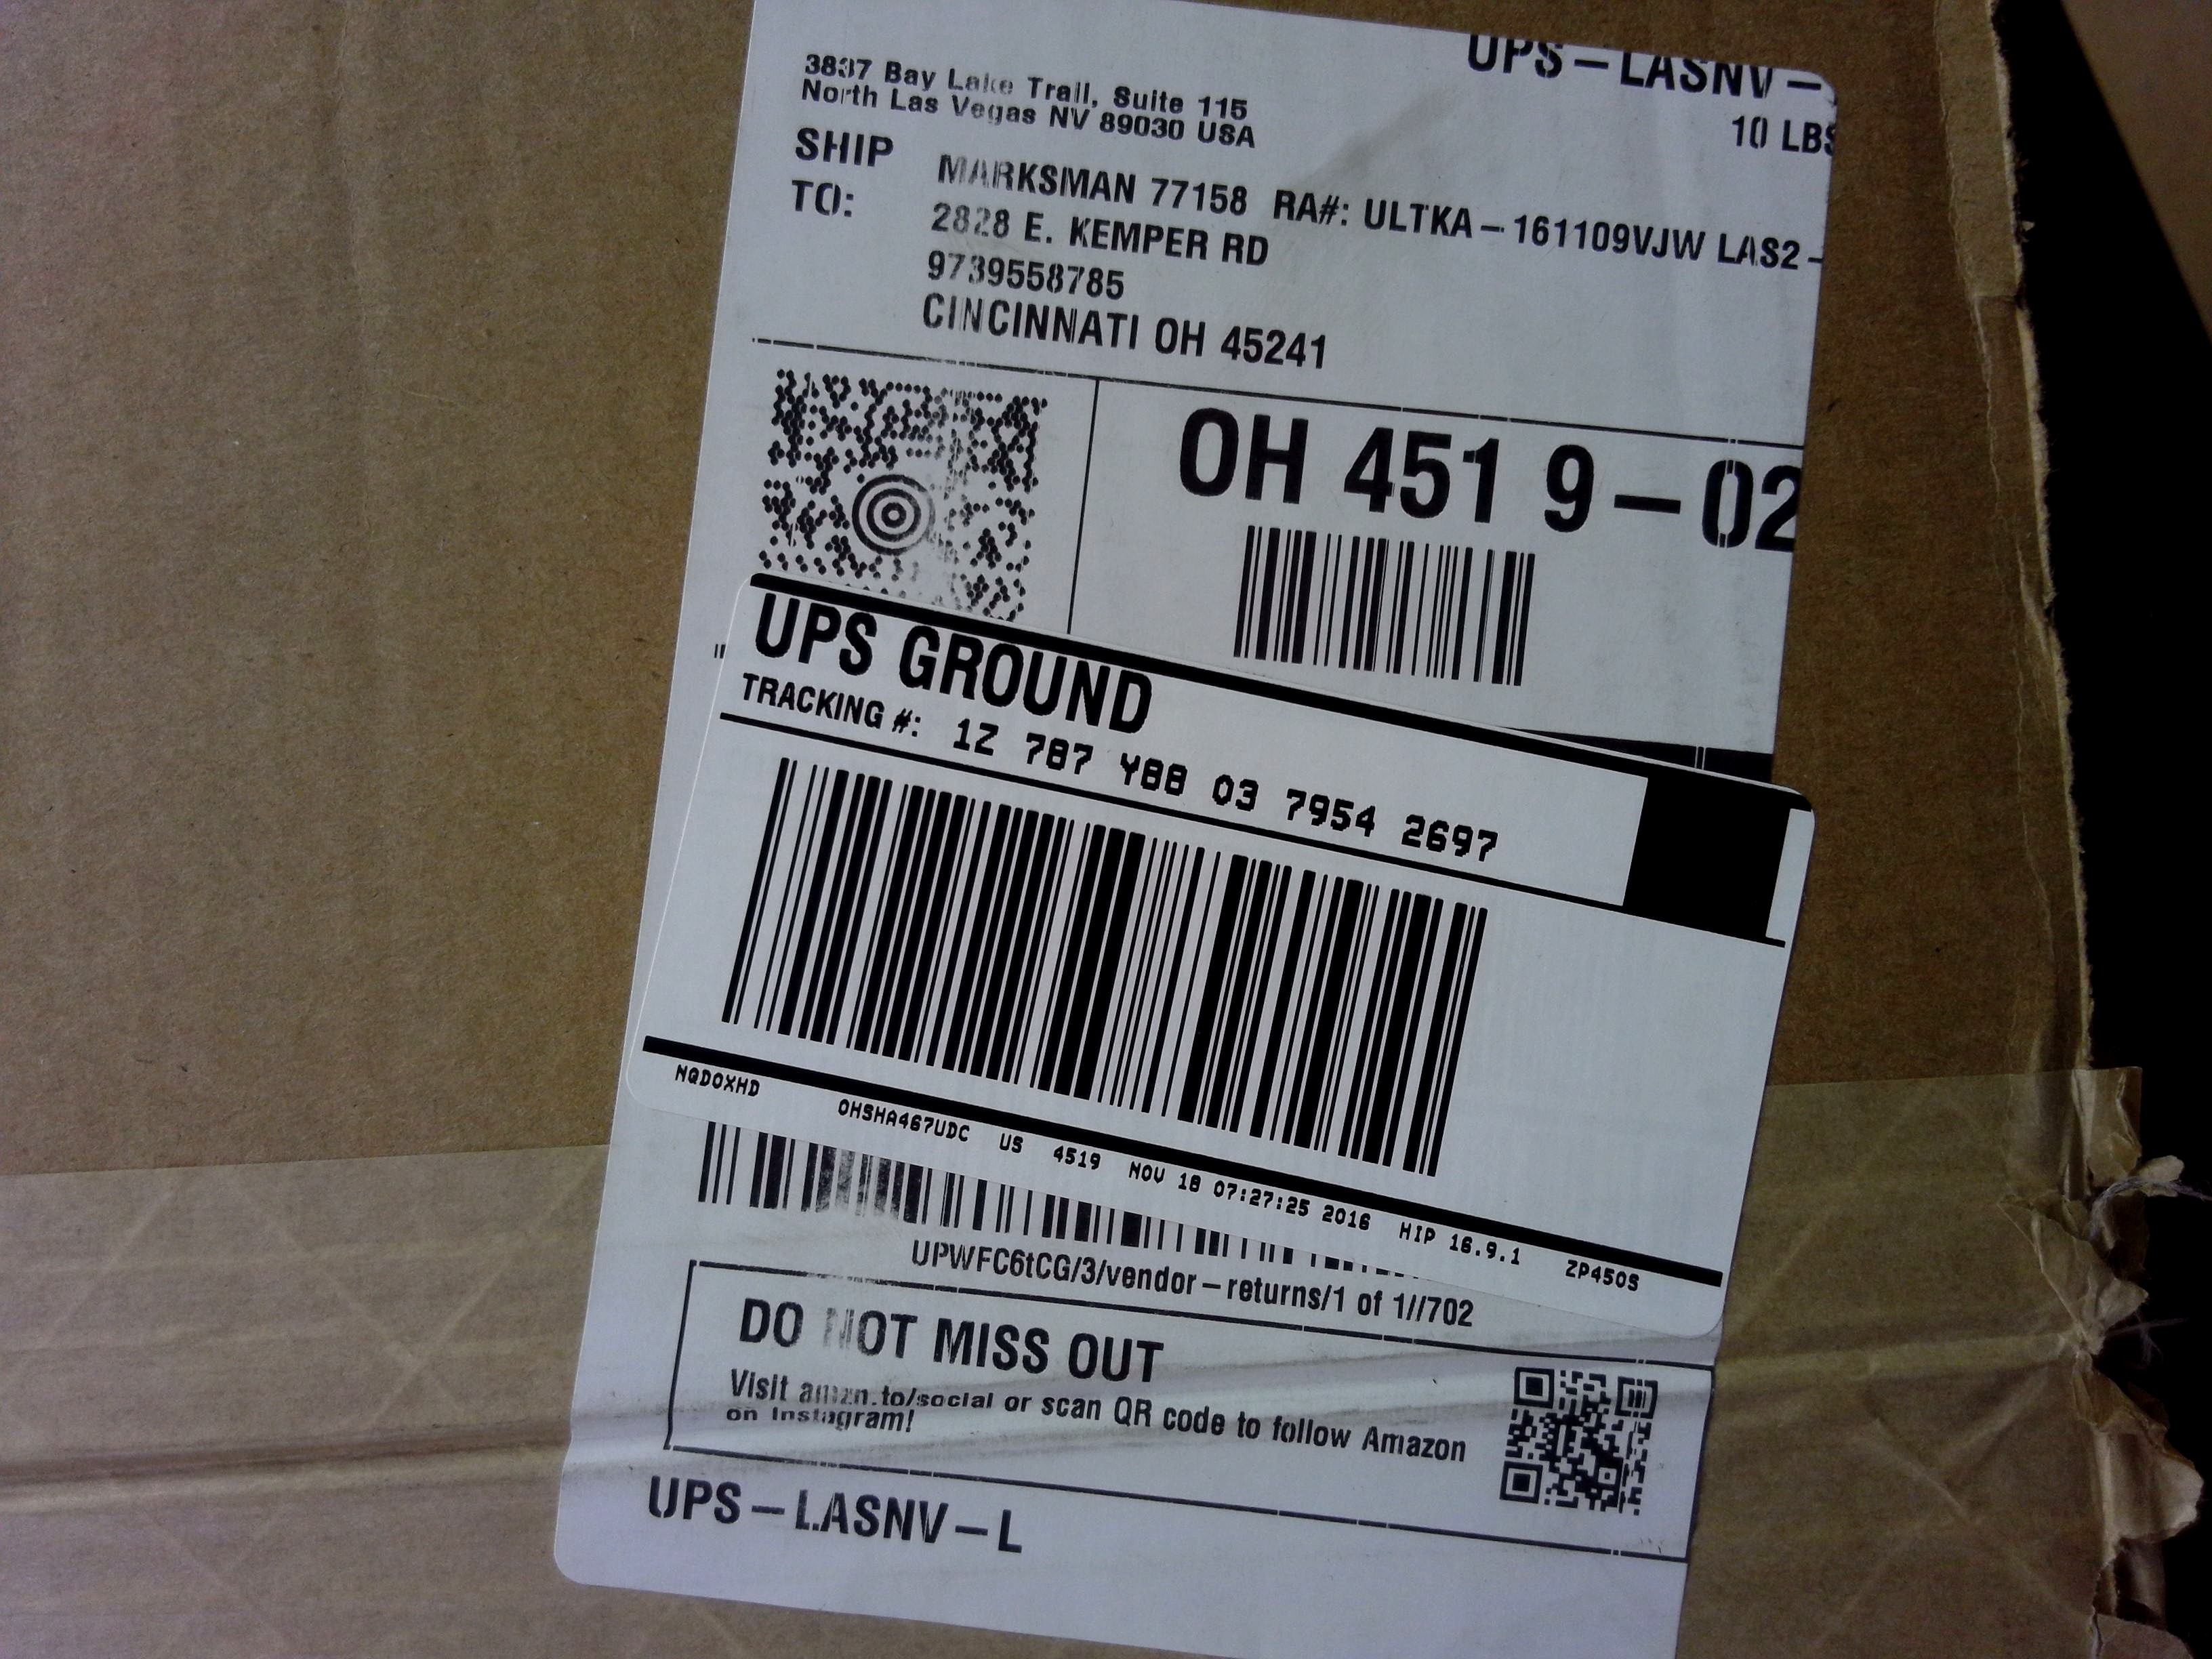 UPS-LASNV-
3837 Bay Lake Trail, Suite 115
North Las Vegas NV 89030 USA
10 LBS
SHIP TO:
MARKSMAN 77158 RA#: ULTKA-161109VJW LAS2-
2828 E. KEMPER RD
9739558785
CINCINNATI OH 45241
OH 451 9-02
UPS GROUND
TRACKING #: 1Z 787 Y88 03 7954 2697
NQDOXHD OHSHA467UDC US 4519 NOV 18 07:27:25 2016 HIP 16.9.1 ZP450S
UPWFC6tCG/3/vendor-returns/1 of 1//702
DO NOT MISS OUT
Visit amzn.to/social or scan QR code to follow Amazon
on Instagram!
UPS-LASNV-L